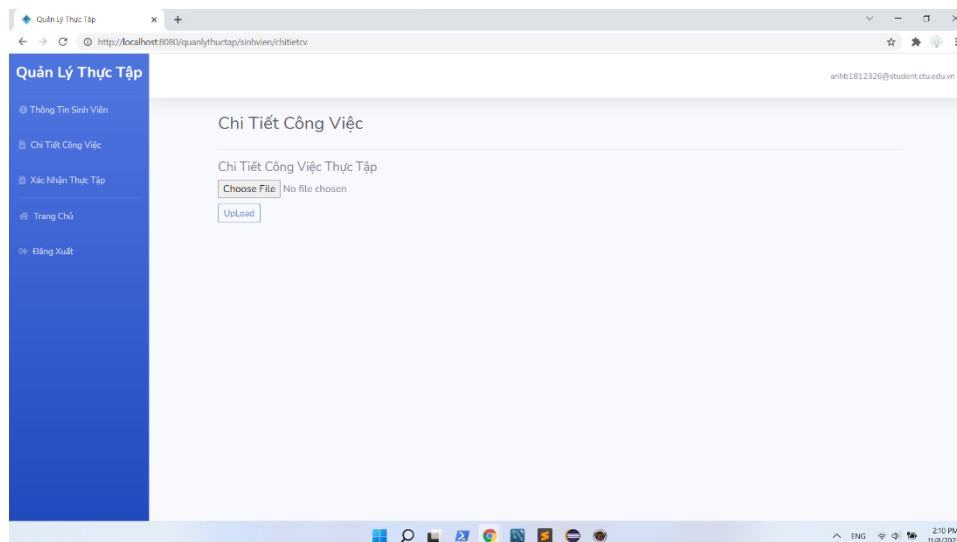 Quản Lý Thực Tập
http://localhost:8080/quanlythuctap/sinhvien/chitietcv
Quản Lý Thực Tập
anhb1812326@student.ctu.edu.vn
Thông Tin Sinh Viên
Chi Tiết Công Việc
Xác Nhận Thực Tập
Trang Chủ
Đăng Xuất
Chi Tiết Công Việc
Chi Tiết Công Việc Thực Tập
Choose File No file chosen
UpLoad
ENG
2:10 PM